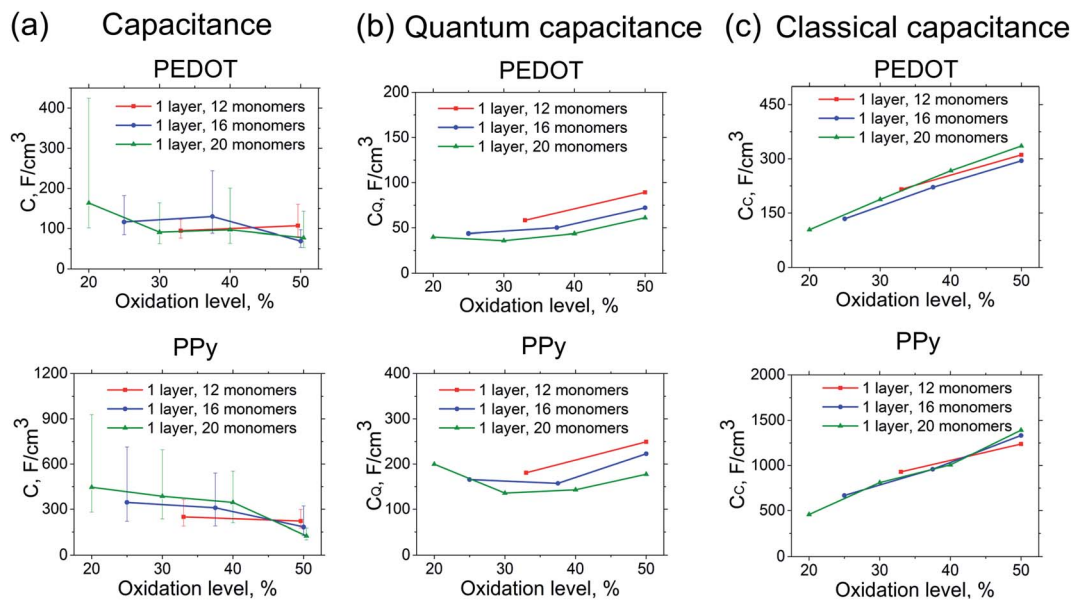 (a) Capacitance
PEDOT
1 layer, 12 monomers
1 layer, 16 monomers
1 layer, 20 monomers
400
300
200
100
0
C, F/cm³
20 30 40 50
Oxidation level, %
PPy
1 layer, 12 monomers
1 layer, 16 monomers
1 layer, 20 monomers
1200
900
600
300
0
C, F/cm³
20 30 40 50
Oxidation level, %
(b) Quantum capacitance
PEDOT
1 layer, 12 monomers
1 layer, 16 monomers
1 layer, 20 monomers
200
150
100
50
0
CQ, F/cm³
20 30 40 50
Oxidation level, %
PPy
1 layer, 12 monomers
1 layer, 16 monomers
1 layer, 20 monomers
400
300
200
100
0
CQ, F/cm³
20 30 40 50
Oxidation level, %
(c) Classical capacitance
PEDOT
1 layer, 12 monomers
1 layer, 16 monomers
1 layer, 20 monomers
450
300
150
0
CC, F/cm³
20 30 40 50
Oxidation level, %
PPy
1 layer, 12 monomers
1 layer, 16 monomers
1 layer, 20 monomers
2000
1500
1000
500
0
CC, F/cm³
20 30 40 50
Oxidation level, %